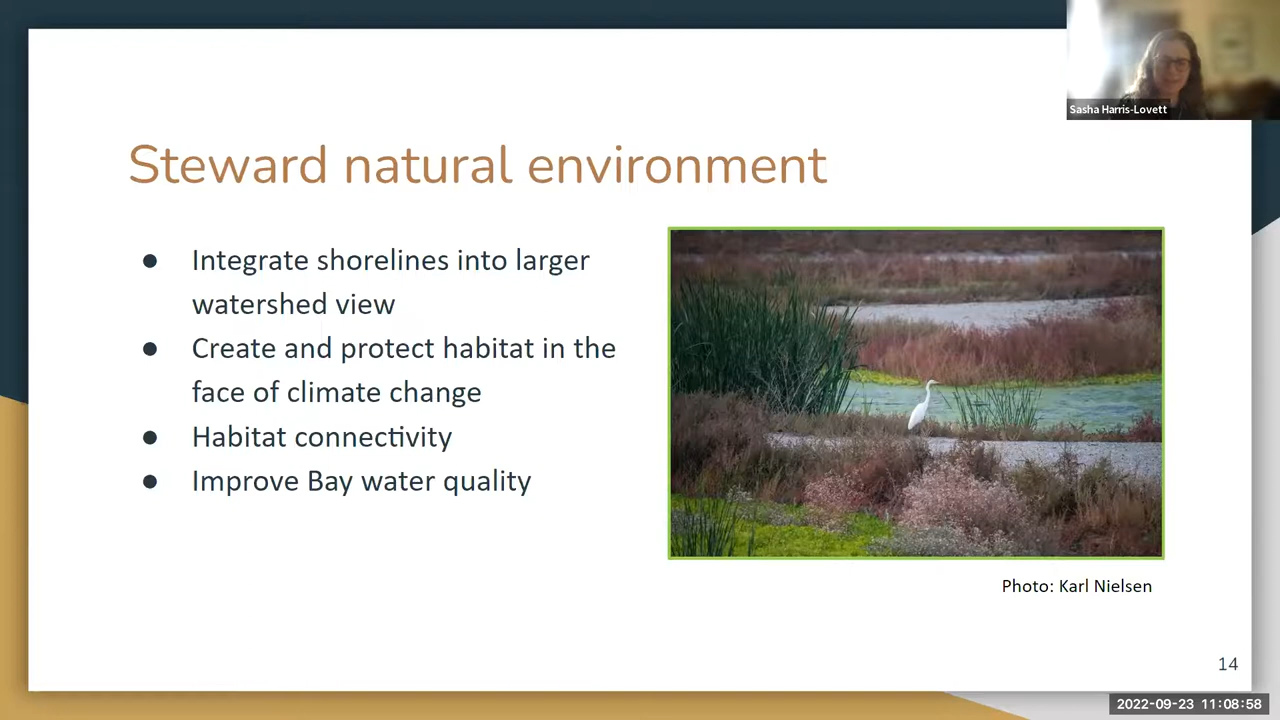 Sasha Harris-Lovett
Steward natural environment
● Integrate shorelines into larger
watershed view
● Create and protect habitat in the
face of climate change
● Habitat connectivity
● Improve Bay water quality
Photo: Karl Nielsen
14
2022-09-23 11:08:58